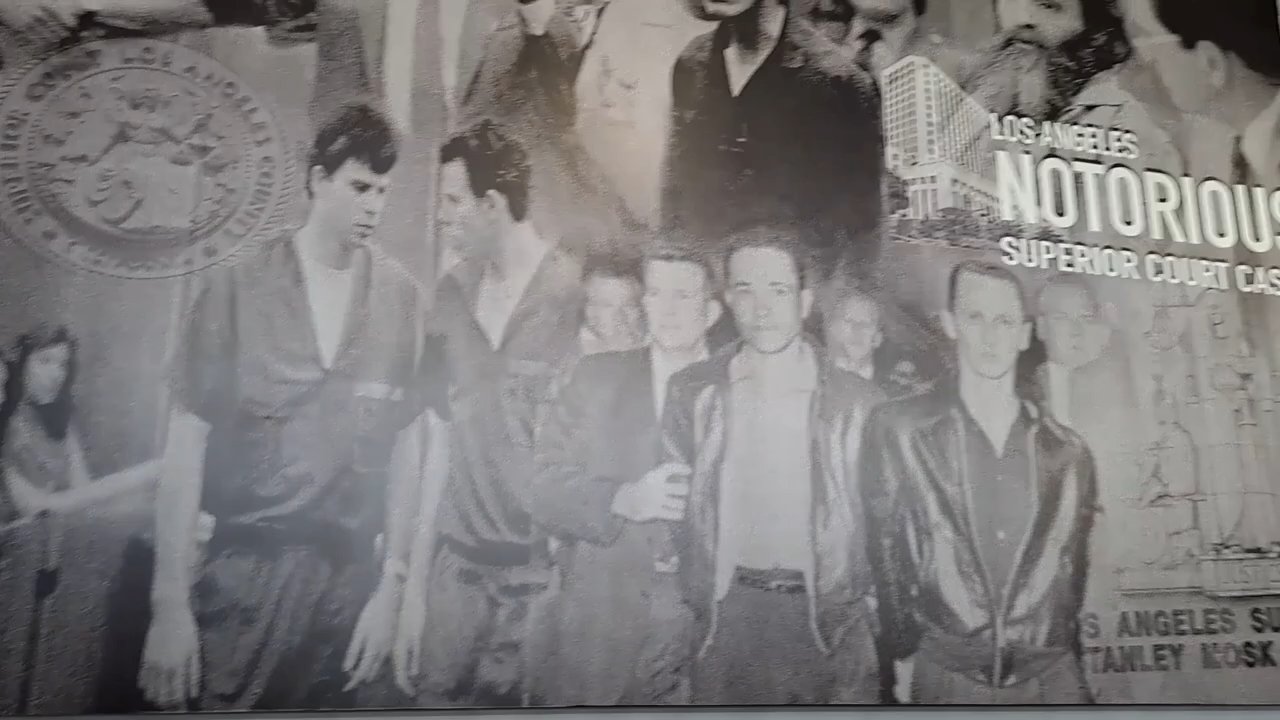 LOS ANGELES
NOTORIOUS
SUPERIOR COURT CAS
S ANGELES SU
TANLEY MOSK